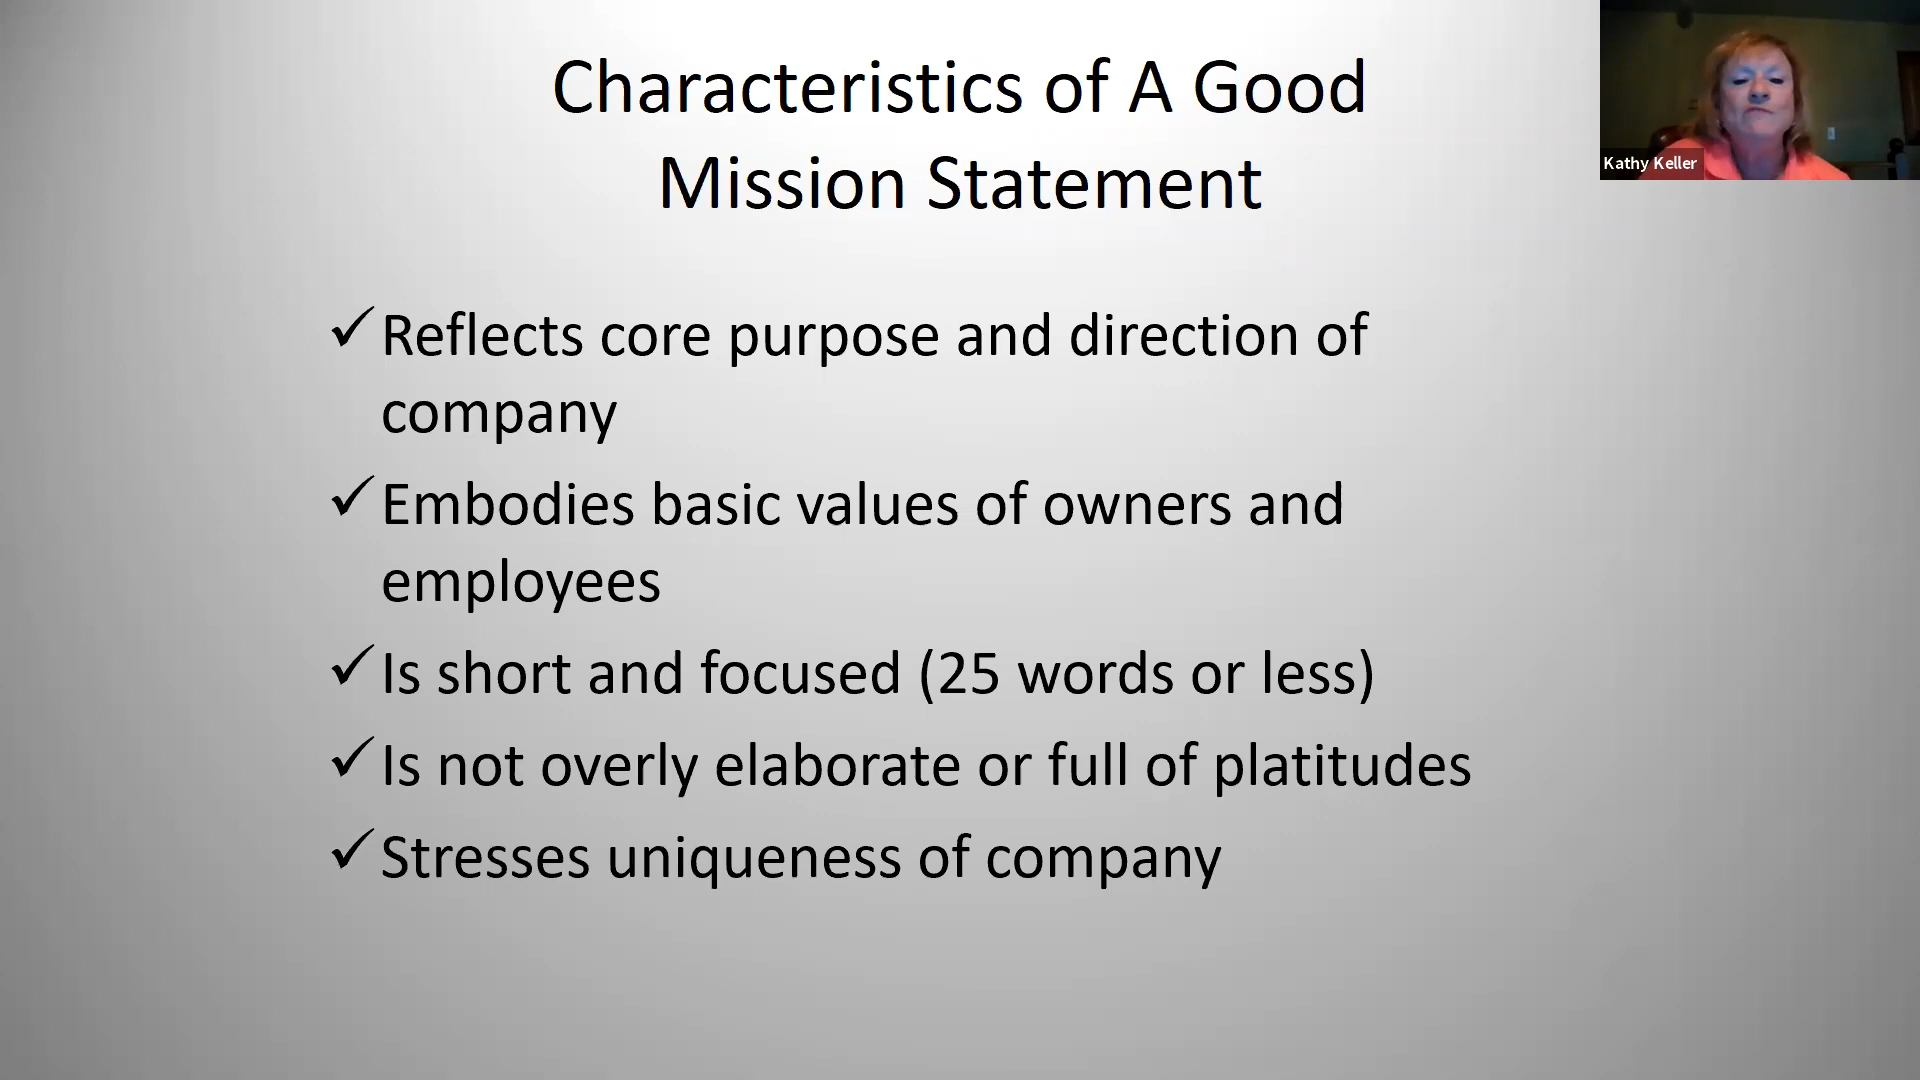 Characteristics of A Good
Mission Statement
Kathy Keller
✓Reflects core purpose and direction of
company
✓Embodies basic values of owners and
employees
✓Is short and focused (25 words or less)
✓Is not overly elaborate or full of platitudes
✓Stresses uniqueness of company